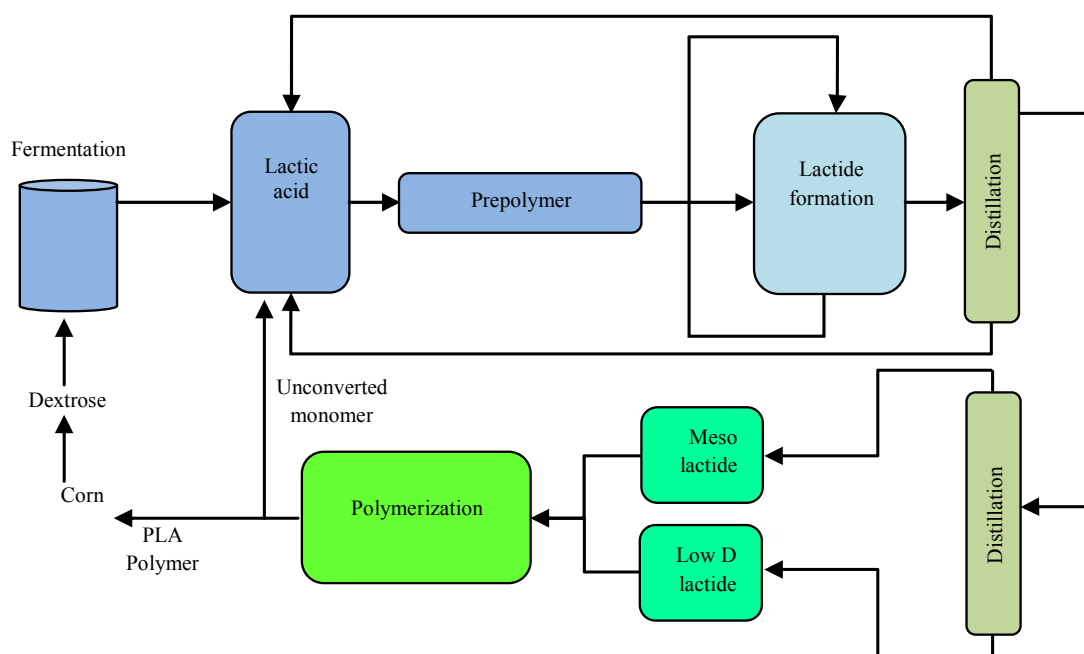 Fermentation
Lactic
acid
Prepolymer
Lactide
formation
Distillation
Dextrose
Corn
Unconverted
monomer
PLA
Polymer
Polymerization
Meso
lactide
Low D
lactide
Distillation